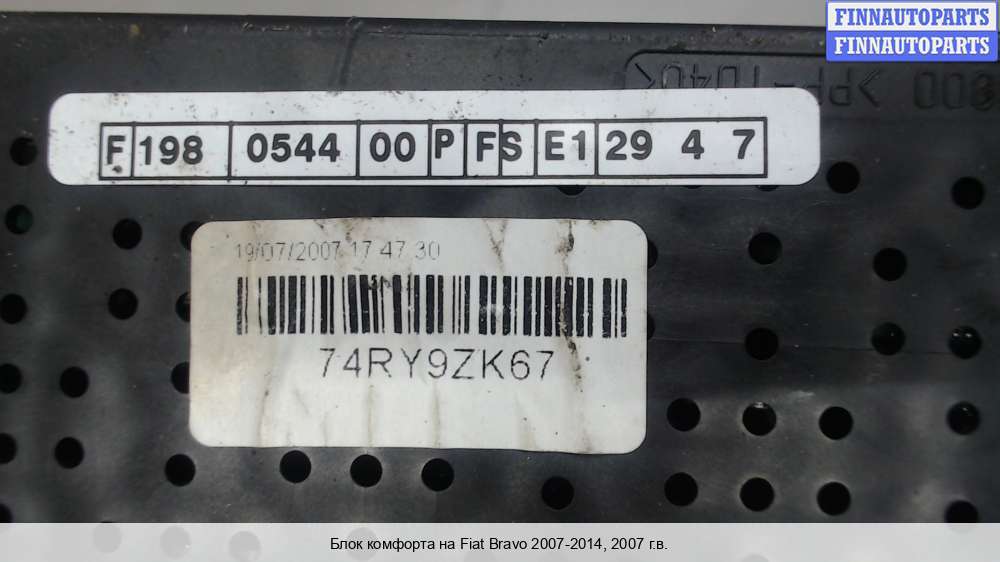 FINNAUTOPARTS
FINNAUTOPARTS
F 198 0544 00 P FS E1 29 4 7
19/07/2007 17 47 30
74RY9ZK67
Блок комфорта на Fiat Bravo 2007-2014, 2007 г.в.